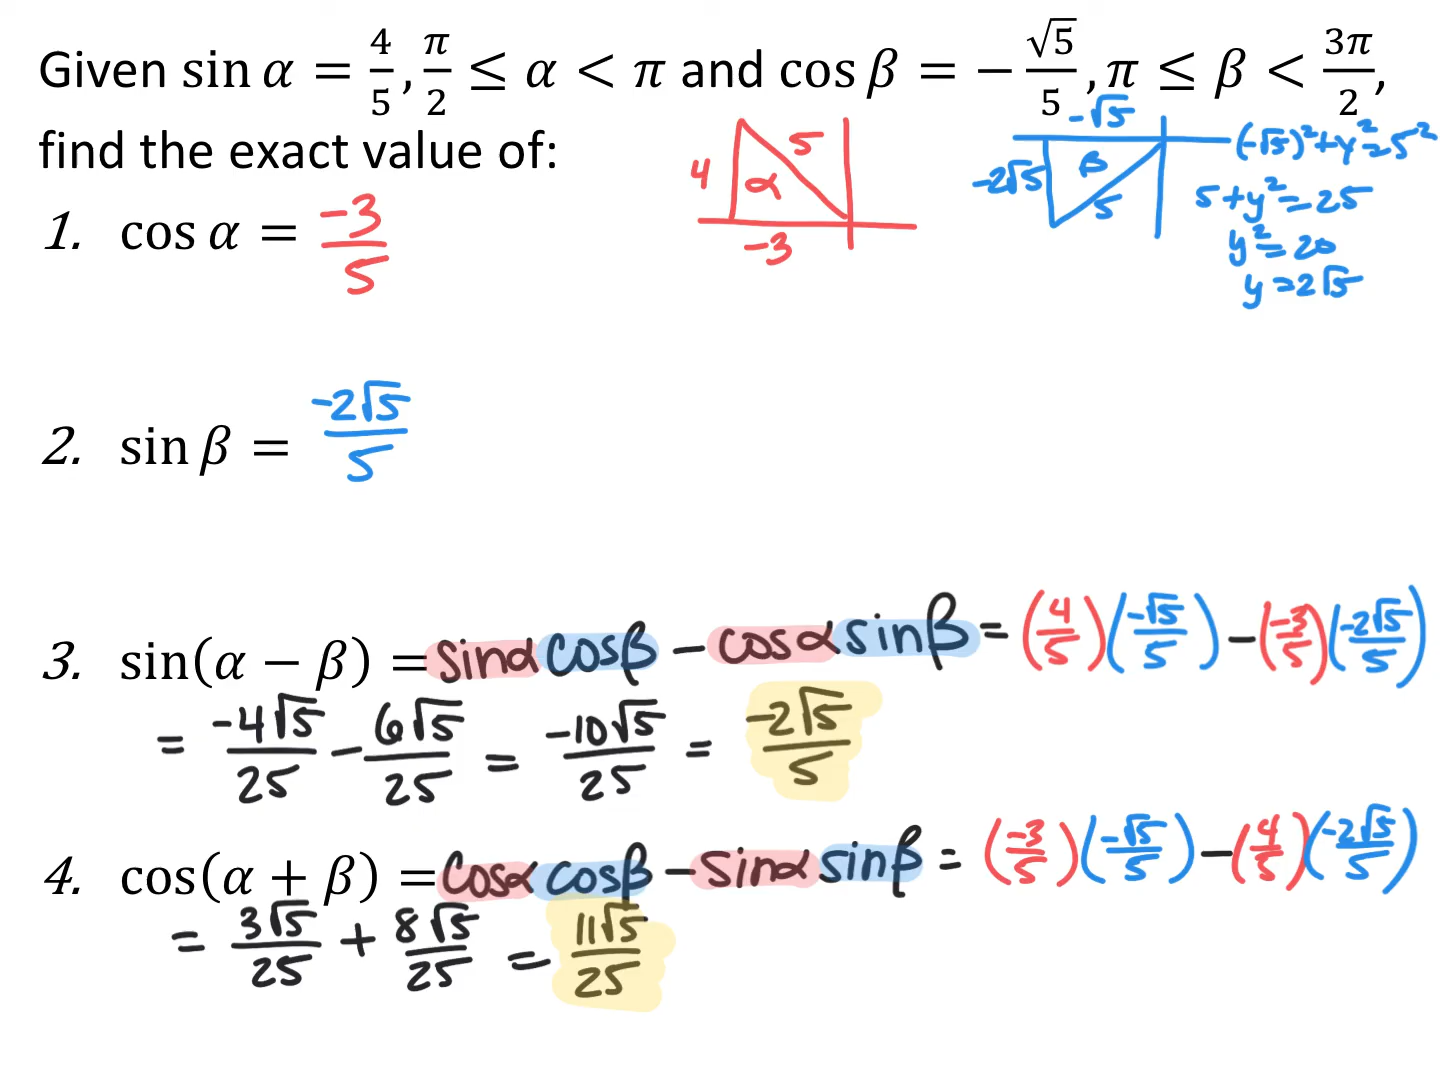 Given sin α = 4/5, π/2 ≤ α < π and cos β = −√5/5, π ≤ β < 3π/2,
find the exact value of:
4 5 α -3
-√5 -2√5 β 5
(-√5)²+y²=5²
5+y²=25
y²=20
y=2√5
1. cos α = -3/5
2. sin β = -2√5/5
3. sin(α − β) = sinα cosβ - cosα sinβ = (4/5)(-√5/5) - (-3/5)(-2√5/5)
= -4√5/25 - 6√5/25 = -10√5/25 = -2√5/5
4. cos(α + β) = cosα cosβ - sinα sinβ = (-3/5)(-√5/5) - (4/5)(-2√5/5)
= 3√5/25 + 8√5/25 = 11√5/25